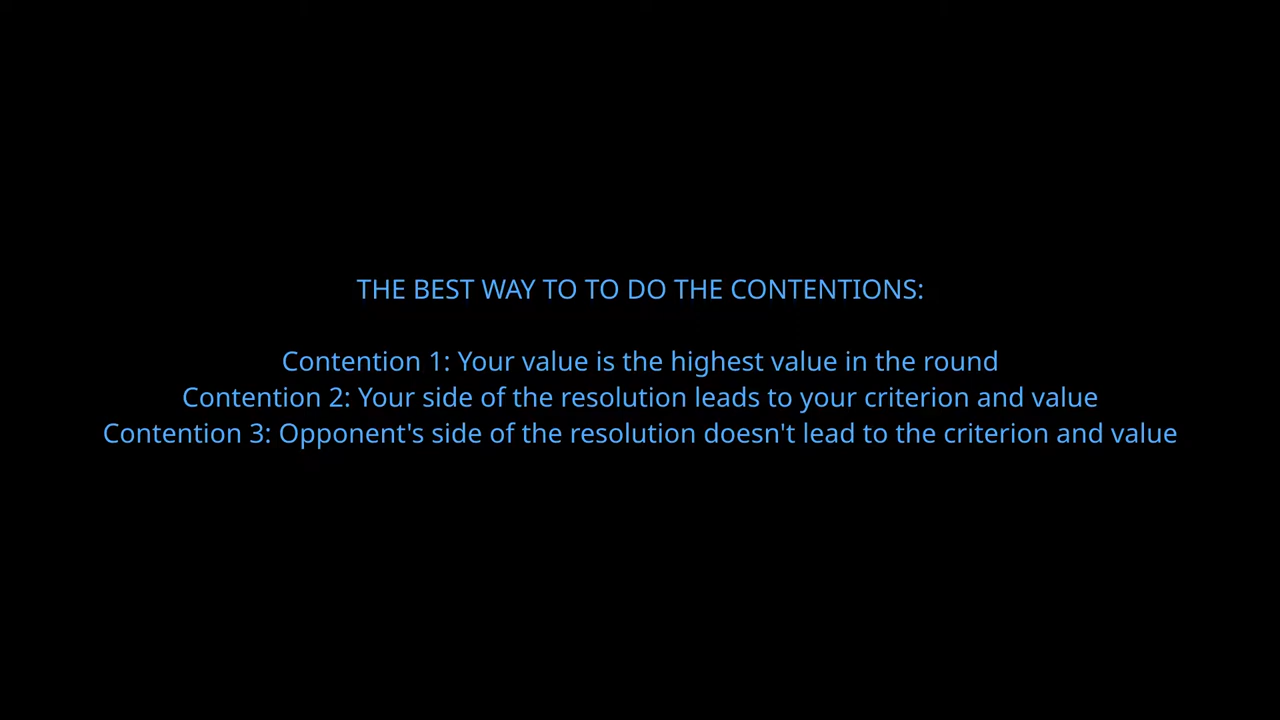 THE BEST WAY TO TO DO THE CONTENTIONS:
Contention 1: Your value is the highest value in the round
Contention 2: Your side of the resolution leads to your criterion and value
Contention 3: Opponent's side of the resolution doesn't lead to the criterion and value